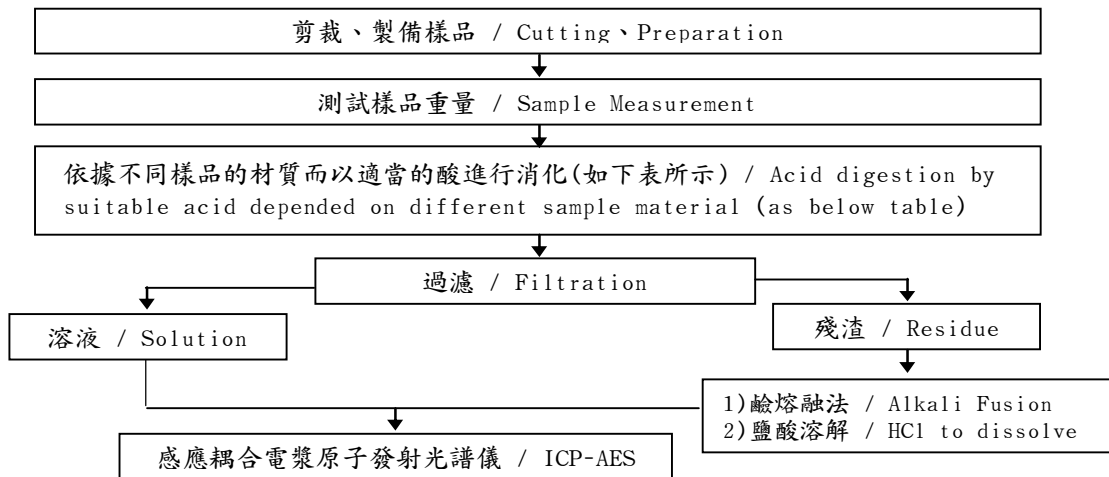 剪裁、製備樣品 / Cutting、Preparation
測試樣品重量 / Sample Measurement
依據不同樣品的材質而以適當的酸進行消化(如下表所示) / Acid digestion by
suitable acid depended on different sample material (as below table)
過濾 / Filtration
溶液 / Solution
殘渣 / Residue
1)鹼熔融法 / Alkali Fusion
2)鹽酸溶解 / HCl to dissolve
感應耦合電漿原子發射光譜儀 / ICP-AES